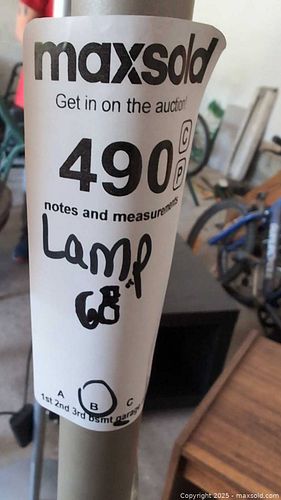 maxsold
Get in on the auction!
490
C
P
notes and measurements
Lamp
A B C
1st 2nd 3rd bsmt garage
Copyright © 2025 - www.maxsold.com